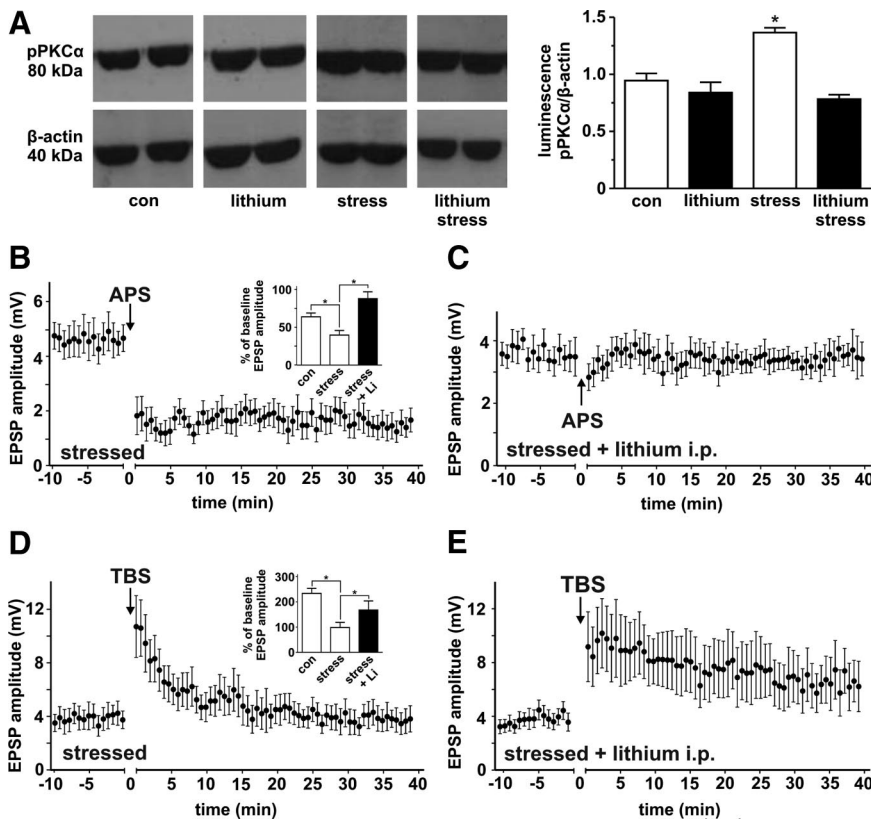 A
pPKCα
80 kDa
β-actin
40 kDa
con lithium stress lithium
stress
luminescence
pPKCα/β-actin
1.5
1.0
0.5
0
*
con lithium stress lithium
stress
B
EPSP amplitude (mV)
6
4
2
0
APS
stressed
-10 -5 0 5 10 15 20 25 30 35 40
time (min)
% of baseline
EPSP amplitude
100
50
0
* *
con stress stress
+ Li
C
EPSP amplitude (mV)
4
2
0
APS
stressed + lithium i.p.
-10 -5 0 5 10 15 20 25 30 35 40
time (min)
D
EPSP amplitude (mV)
12
8
4
0
TBS
stressed
-10 -5 0 5 10 15 20 25 30 35 40
time (min)
% of baseline
EPSP amplitude
300
200
100
0
* *
con stress stress
+ Li
E
EPSP amplitude (mV)
12
8
4
0
TBS
stressed + lithium i.p.
-10 -5 0 5 10 15 20 25 30 35 40
time (min)